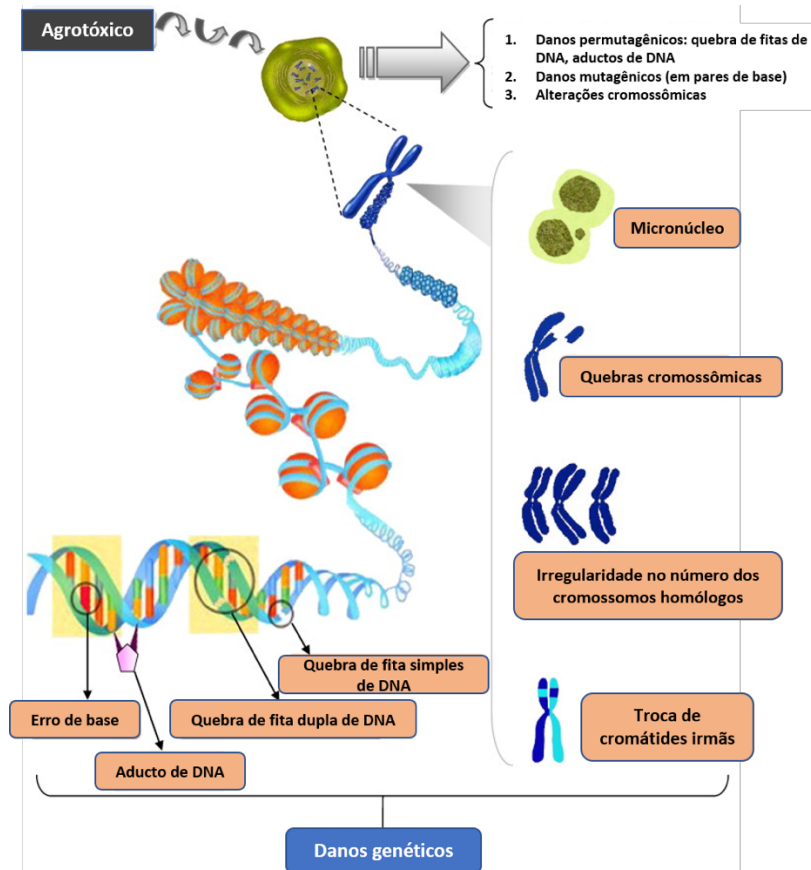 Agrotóxico
1. Danos permutagênicos: quebra de fitas de
DNA, aductos de DNA
2. Danos mutagênicos (em pares de base)
3. Alterações cromossômicas
Micronúcleo
Quebras cromossômicas
Irregularidade no número dos
cromossomos homólogos
Quebra de fita simples
de DNA
Erro de base
Quebra de fita dupla de DNA
Troca de
cromátides irmãs
Aducto de DNA
Danos genéticos